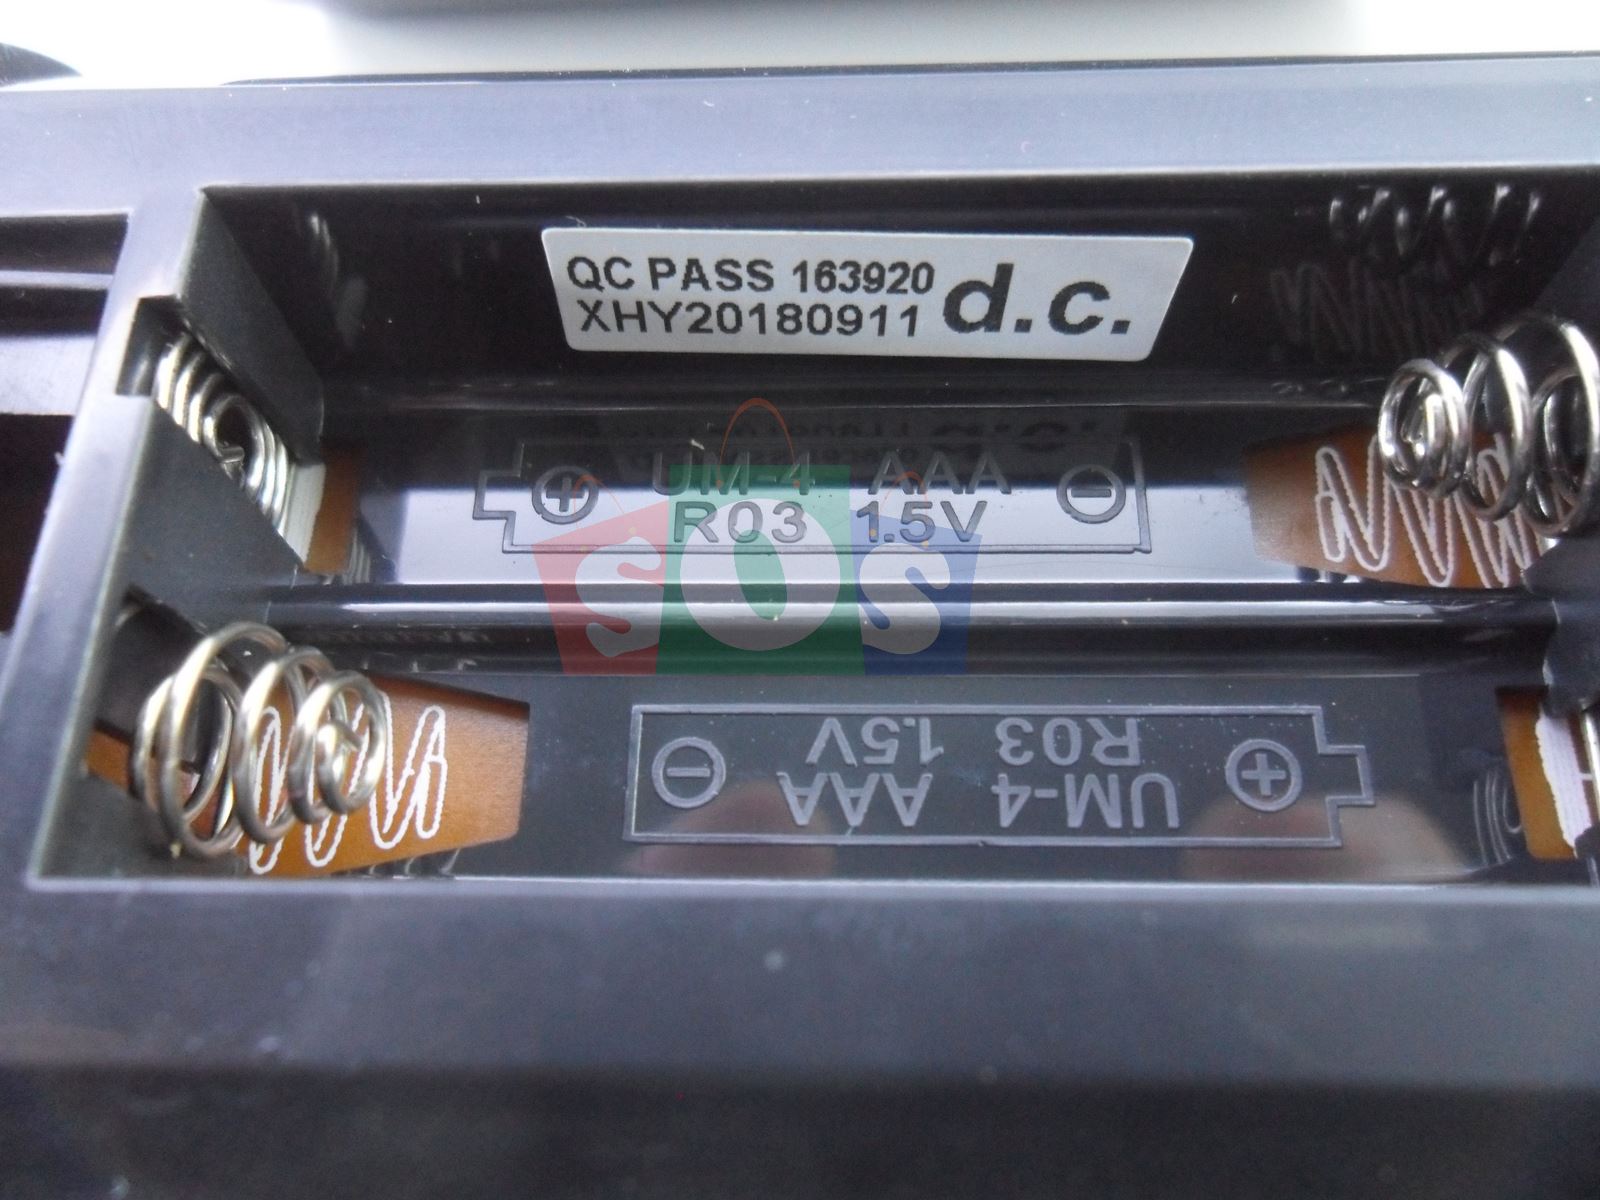 QC PASS 163920
XHY20180911 d.c.
+ UM-4 AAA -
R03 1.5V
SOS
- UM-4 AAA +
R03 1.5V